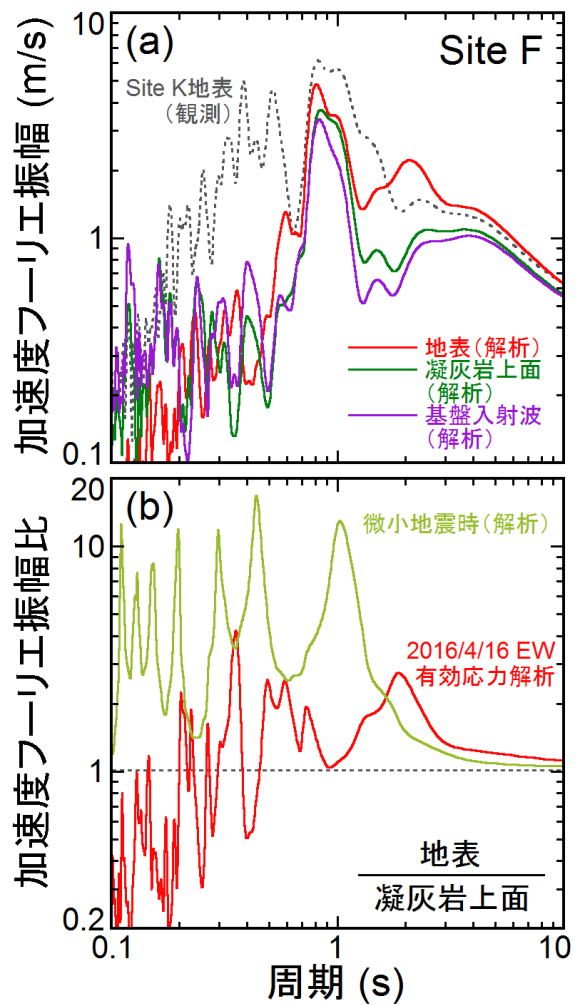 加速度フーリエ振幅 (m/s)
10
1
0.1
(a)
Site F
Site K地表
(観測)
地表(解析)
凝灰岩上面
(解析)
基盤入射波
(解析)
加速度フーリエ振幅比
20
10
1
0.2
(b)
微小地震時(解析)
2016/4/16 EW
有効応力解析
地表
凝灰岩上面
0.1
1
10
周期 (s)